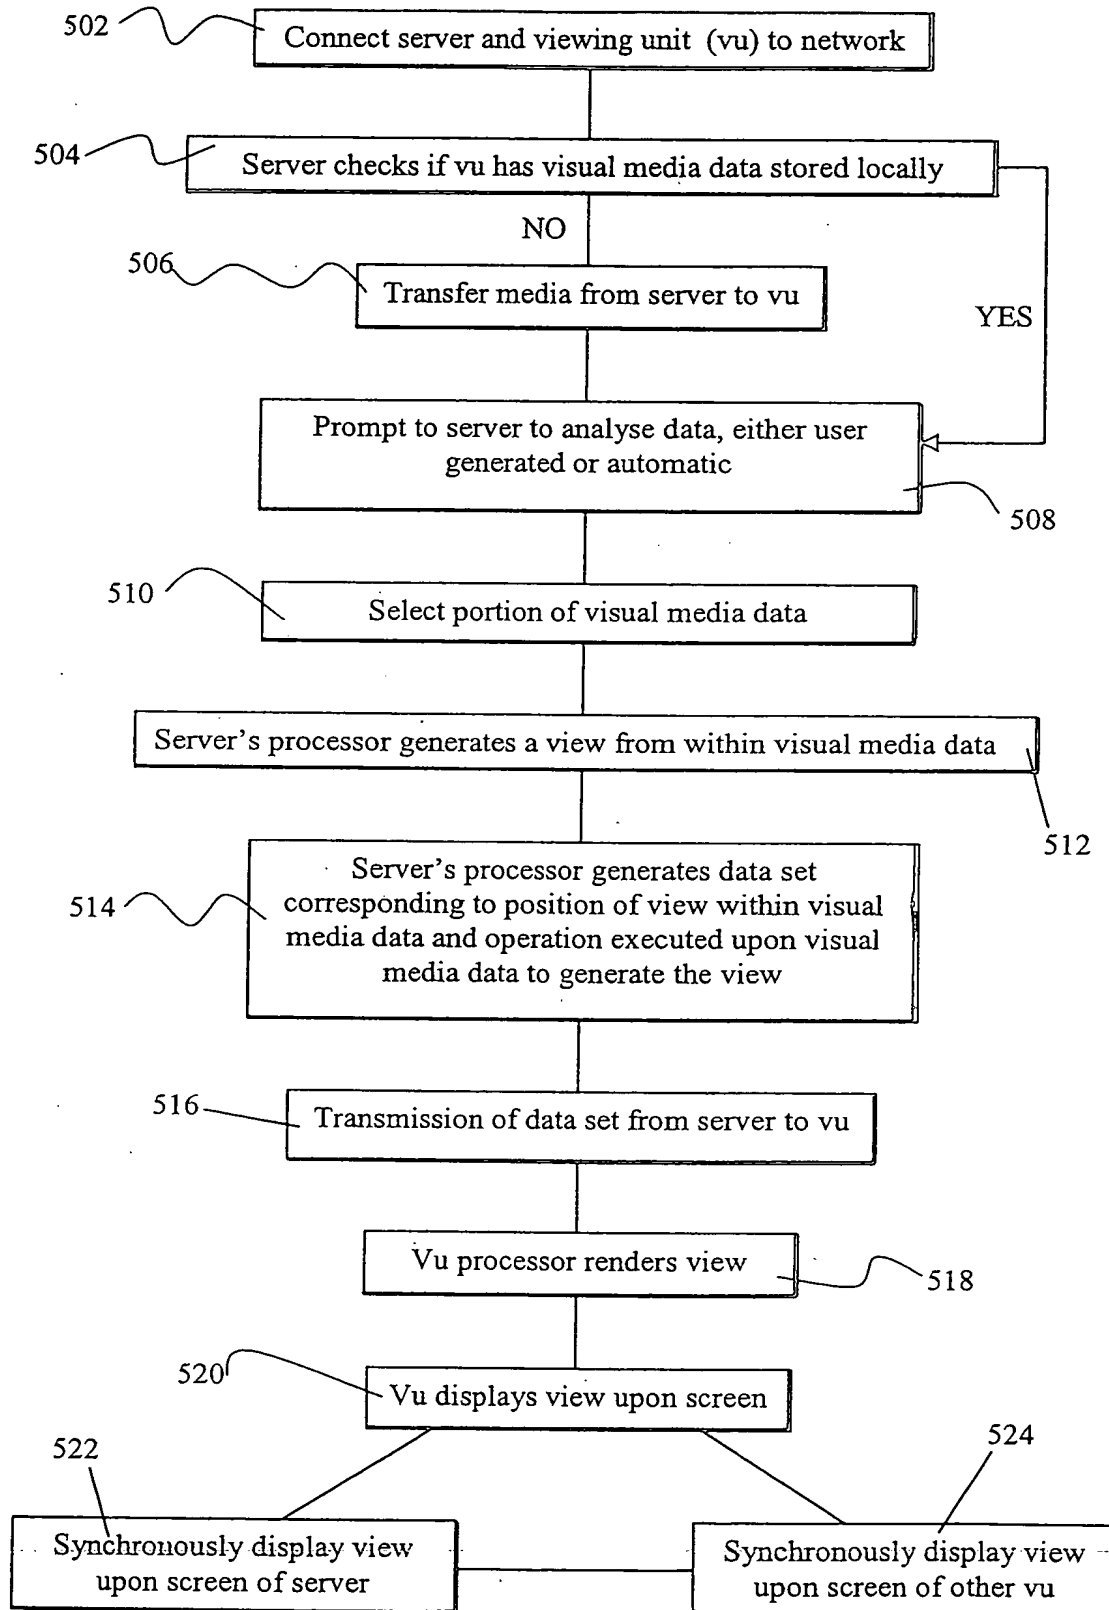 502
Connect server and viewing unit (vu) to network
504
Server checks if vu has visual media data stored locally
NO
506
Transfer media from server to vu
YES
Prompt to server to analyse data, either user
generated or automatic
508
510
Select portion of visual media data
Server's processor generates a view from within visual media data
512
Server's processor generates data set
corresponding to position of view within visual
media data and operation executed upon visual
media data to generate the view
514
516
Transmission of data set from server to vu
Vu processor renders view
518
520
Vu displays view upon screen
522
524
Synchronously display view
upon screen of server
Synchronously display view
upon screen of other vu